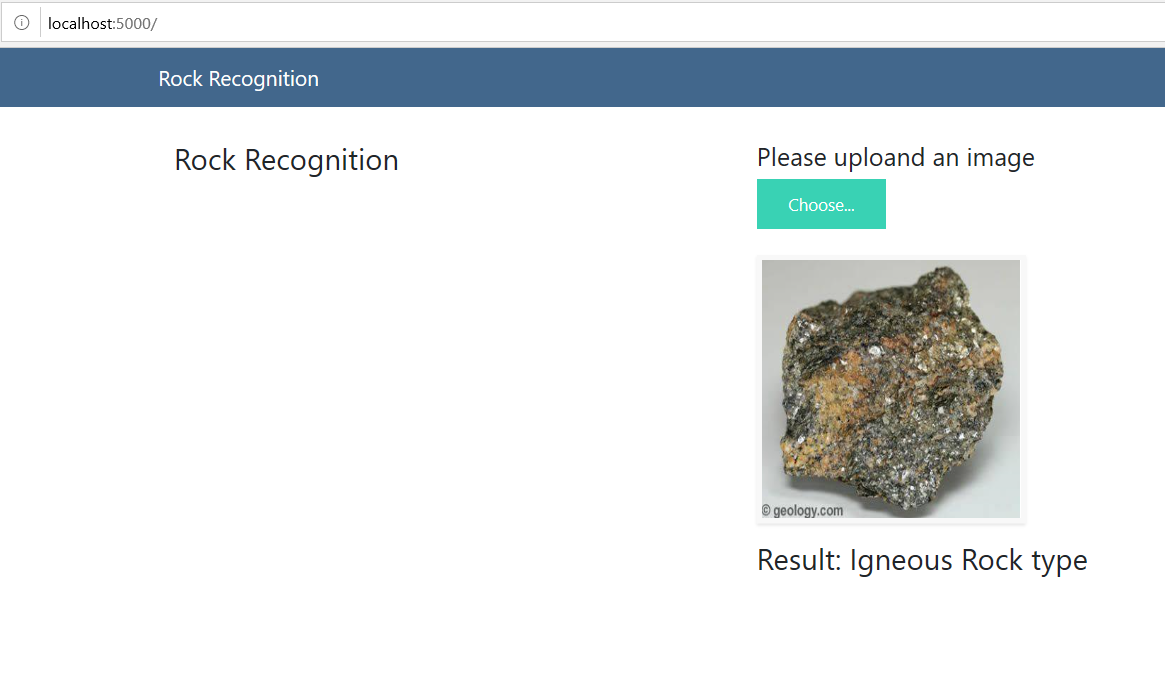 localhost:5000/
Rock Recognition
Rock Recognition
Please uploand an image
Choose...
© geology.com
Result: Igneous Rock type